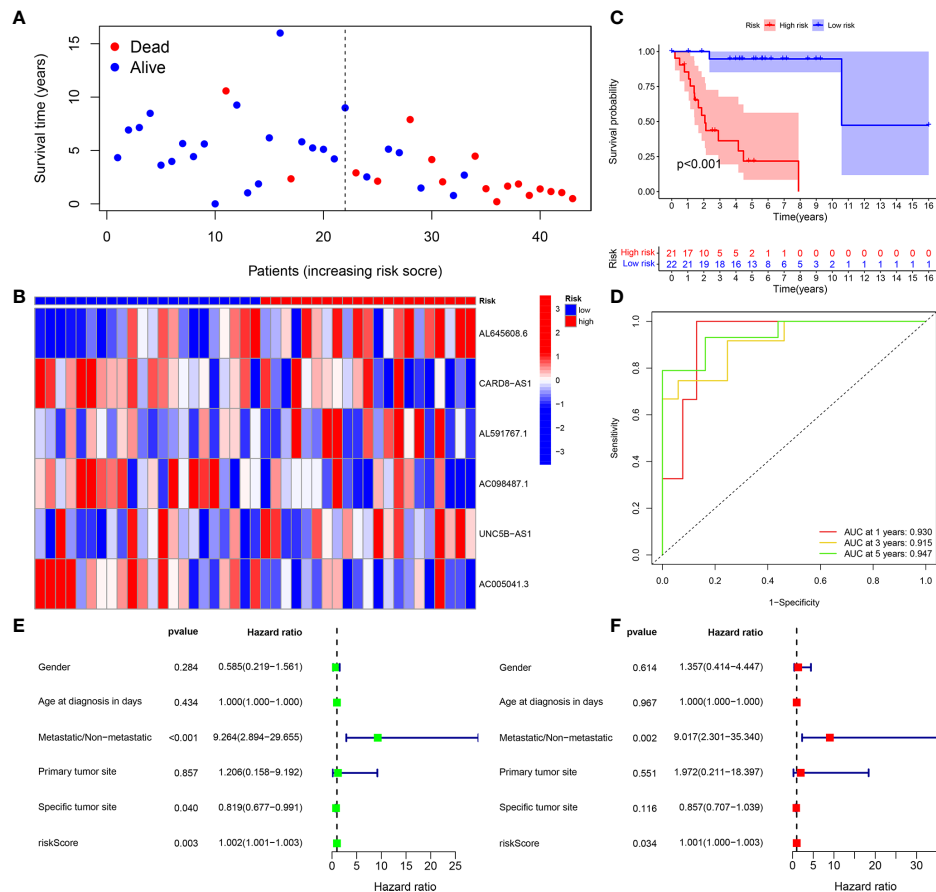 A
Survival time (years)
15
10
5
0
Dead
Alive
0 10 20 30 40
Patients (increasing risk socre)
C
Risk High risk Low risk
Survival probability
1.00
0.75
0.50
0.25
0.00
p<0.001
0 1 2 3 4 5 6 7 8 9 10 11 12 13 14 15 16
Time(years)
Risk
High risk 21 17 10 5 5 2 1 1 0 0 0 0 0 0 0 0 0
Low risk 22 21 19 18 16 13 8 6 5 3 2 1 1 1 1 1 1
0 1 2 3 4 5 6 7 8 9 10 11 12 13 14 15 16
Time(years)
B
Risk
AL645608.6
CARD8−AS1
AL591767.1
AC098487.1
UNC5B−AS1
AC005041.3
3
2
1
0
−1
−2
−3
Risk
low
high
D
Sensitivity
1.0
0.8
0.6
0.4
0.2
0.0
AUC at 1 years: 0.930
AUC at 3 years: 0.915
AUC at 5 years: 0.947
0.0 0.2 0.4 0.6 0.8 1.0
1−Specificity
E
pvalue Hazard ratio
Gender 0.284 0.585(0.219−1.561)
Age at diagnosis in days 0.434 1.000(1.000−1.000)
Metastatic/Non−metastatic <0.001 9.264(2.894−29.655)
Primary tumor site 0.857 1.206(0.158−9.192)
Specific tumor site 0.040 0.819(0.677−0.991)
riskScore 0.003 1.002(1.001−1.003)
0 5 10 15 20 25
Hazard ratio
F
pvalue Hazard ratio
Gender 0.614 1.357(0.414−4.447)
Age at diagnosis in days 0.967 1.000(1.000−1.000)
Metastatic/Non−metastatic 0.002 9.017(2.301−35.340)
Primary tumor site 0.551 1.972(0.211−18.397)
Specific tumor site 0.116 0.857(0.707−1.039)
riskScore 0.034 1.001(1.000−1.003)
0 5 10 20 30
Hazard ratio